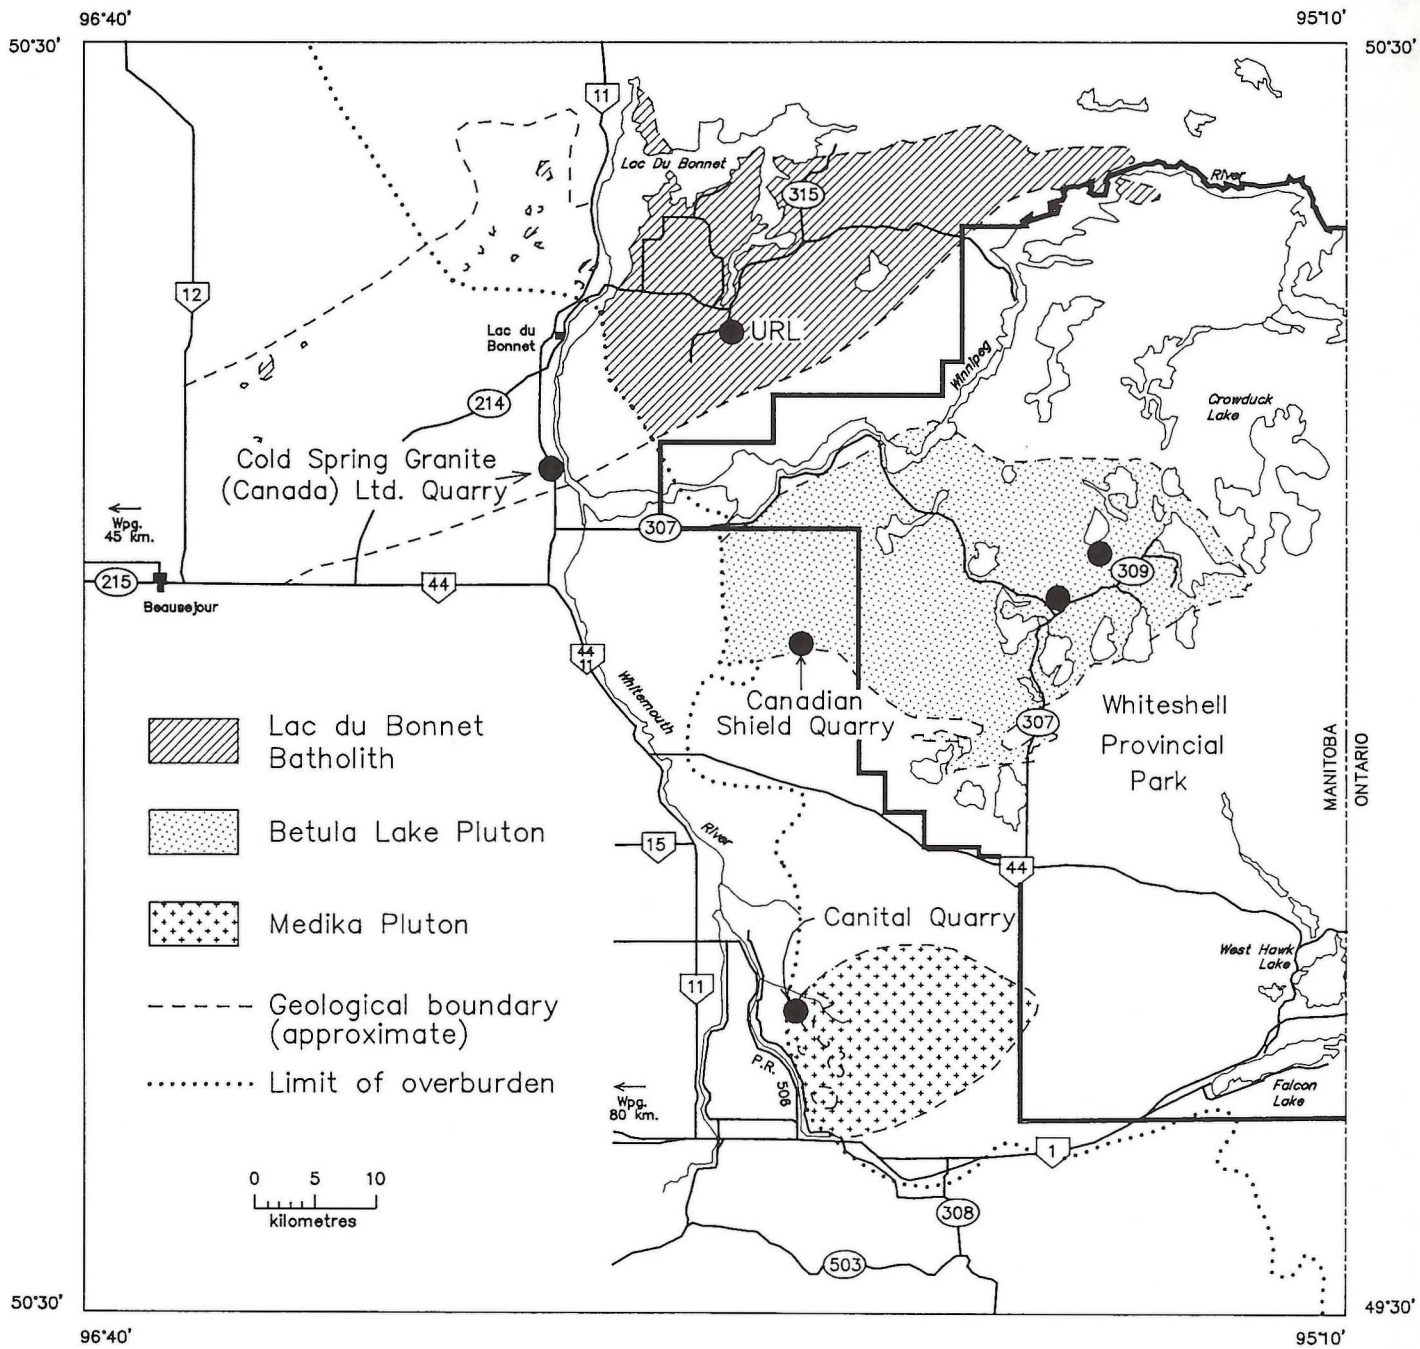 96°40'
95°10'
50°30'
50°30'
11
Lac Du Bonnet
River
315
12
URL
Lac du
Bonnet
Winnipeg
214
Crowduck
Lake
Cold Spring Granite
(Canada) Ltd. Quarry
Wpg.
45 km.
307
215
44
309
Beausejour
44
11
Whitemouth
Canadian
Shield Quarry
307
Whiteshell
Provincial
Park
MANITOBA
ONTARIO
Lac du Bonnet
Batholith
Betula Lake Pluton
River
15
44
Medika Pluton
Canital Quarry
West Hawk
Lake
11
Geological boundary
(approximate)
P.R. 506
Limit of overburden
Wpg.
80 km.
Falcon
Lake
1
0 5 10
kilometres
308
503
50°30'
49°30'
96°40'
95°10'